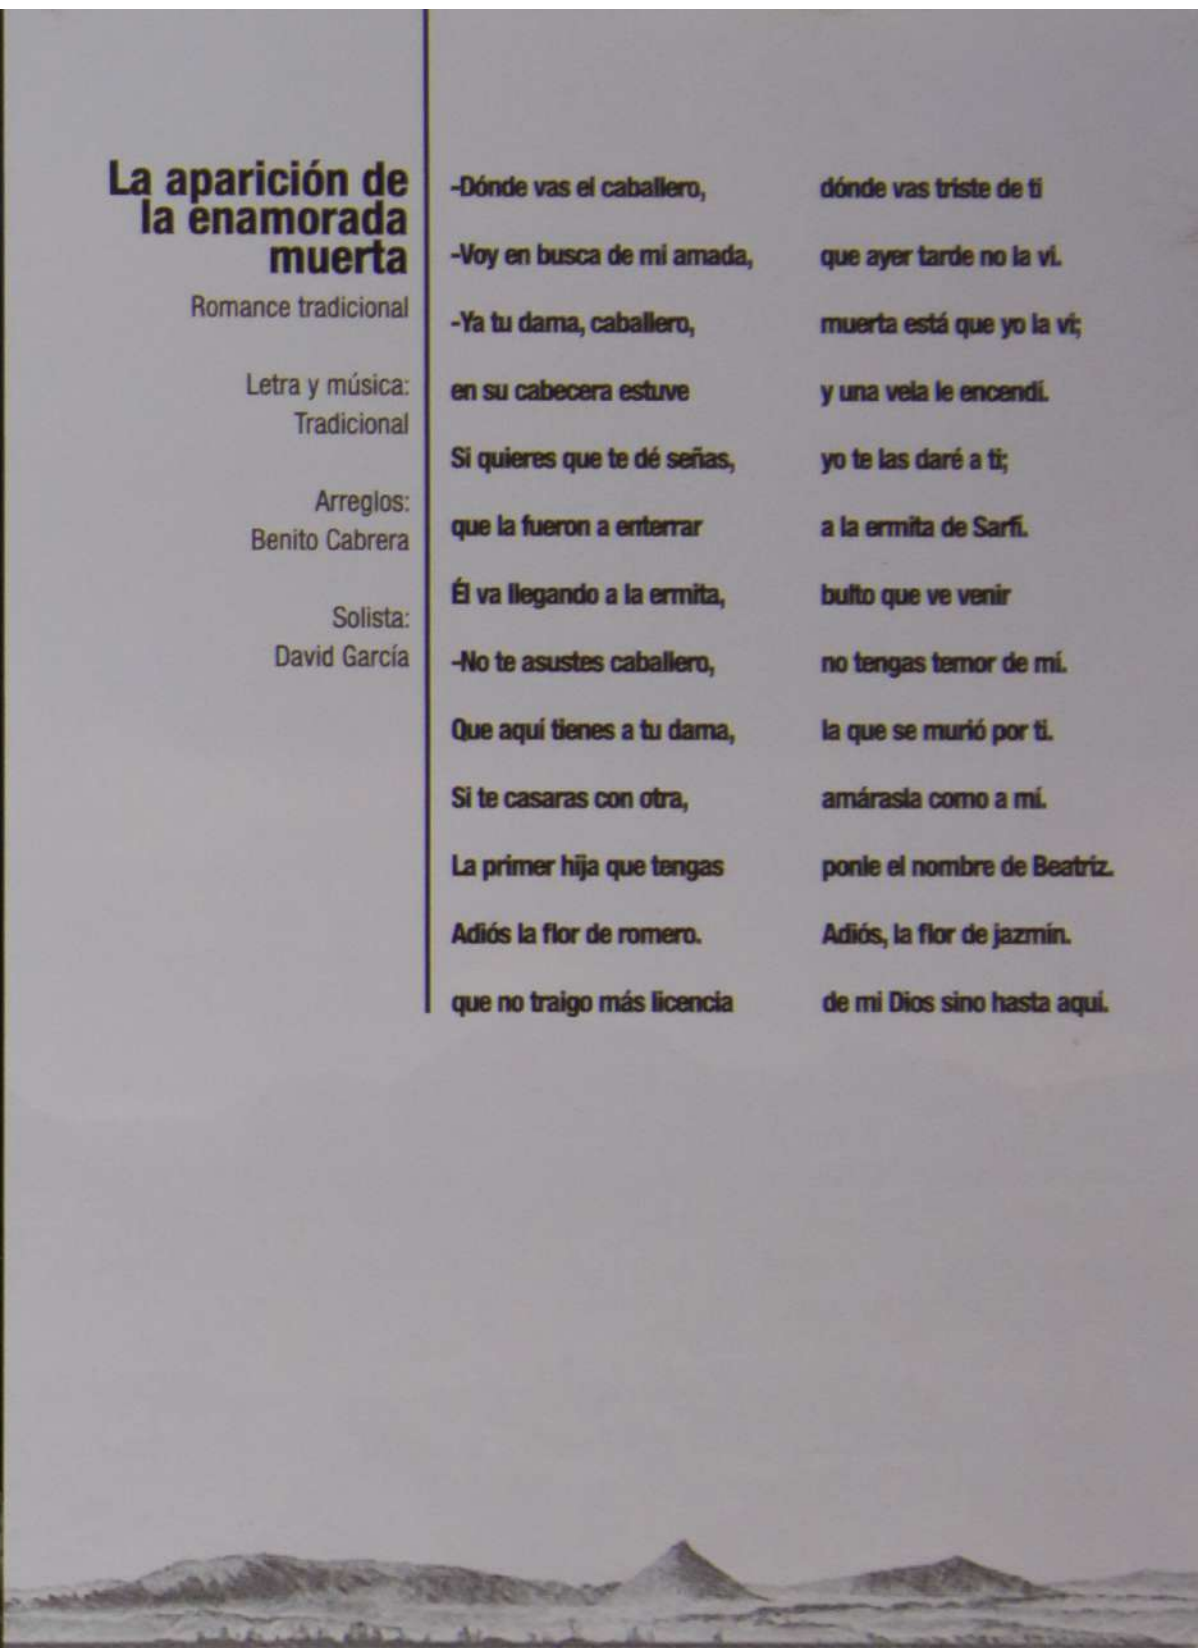 La aparición de
la enamorada
muerta
Romance tradicional
Letra y música:
Tradicional
Arreglos:
Benito Cabrera
Solista:
David García
-Dónde vas el caballero, dónde vas triste de ti
-Voy en busca de mi amada, que ayer tarde no la vi.
-Ya tu dama, caballero, muerta está que yo la ví;
en su cabecera estuve y una vela le encendí.
Si quieres que te dé señas, yo te las daré a ti;
que la fueron a enterrar a la ermita de Sarfí.
Él va llegando a la ermita, bulto que ve venir
-No te asustes caballero, no tengas temor de mí.
Que aquí tienes a tu dama, la que se murió por ti.
Si te casaras con otra, amárasla como a mí.
La primer hija que tengas ponle el nombre de Beatríz.
Adiós la flor de romero. Adiós, la flor de jazmín.
que no traigo más licencia de mi Dios sino hasta aquí.